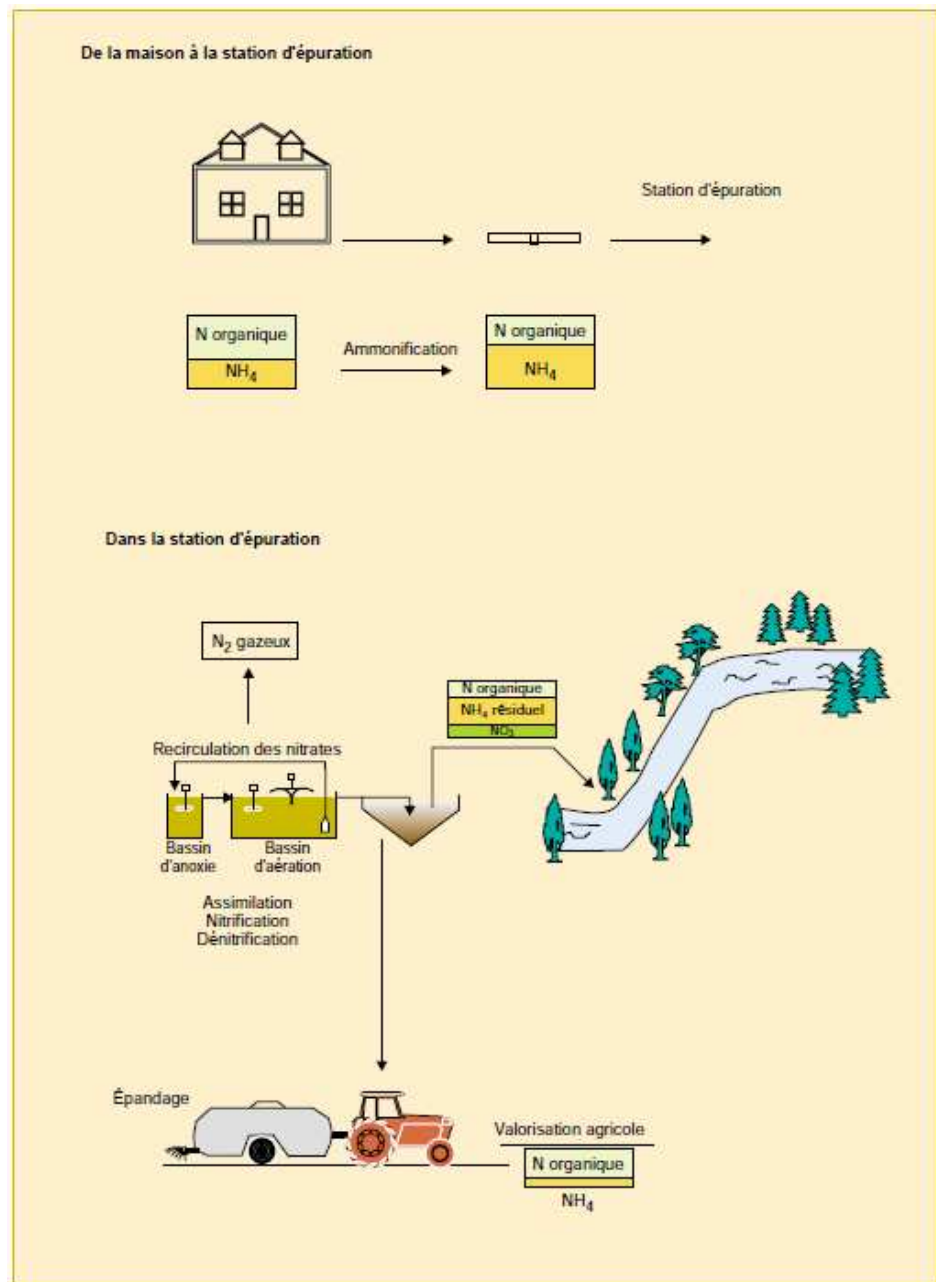 De la maison à la station d'épuration
Station d'épuration
N organique
NH4
Ammonification
N organique
NH4
Dans la station d'épuration
N2 gazeux
N organique
NH4 résiduel
NO3
Recirculation des nitrates
Bassin
d'anoxie
Bassin
d'aération
Assimilation
Nitrification
Dénitrification
Épandage
Valorisation agricole
N organique
NH4